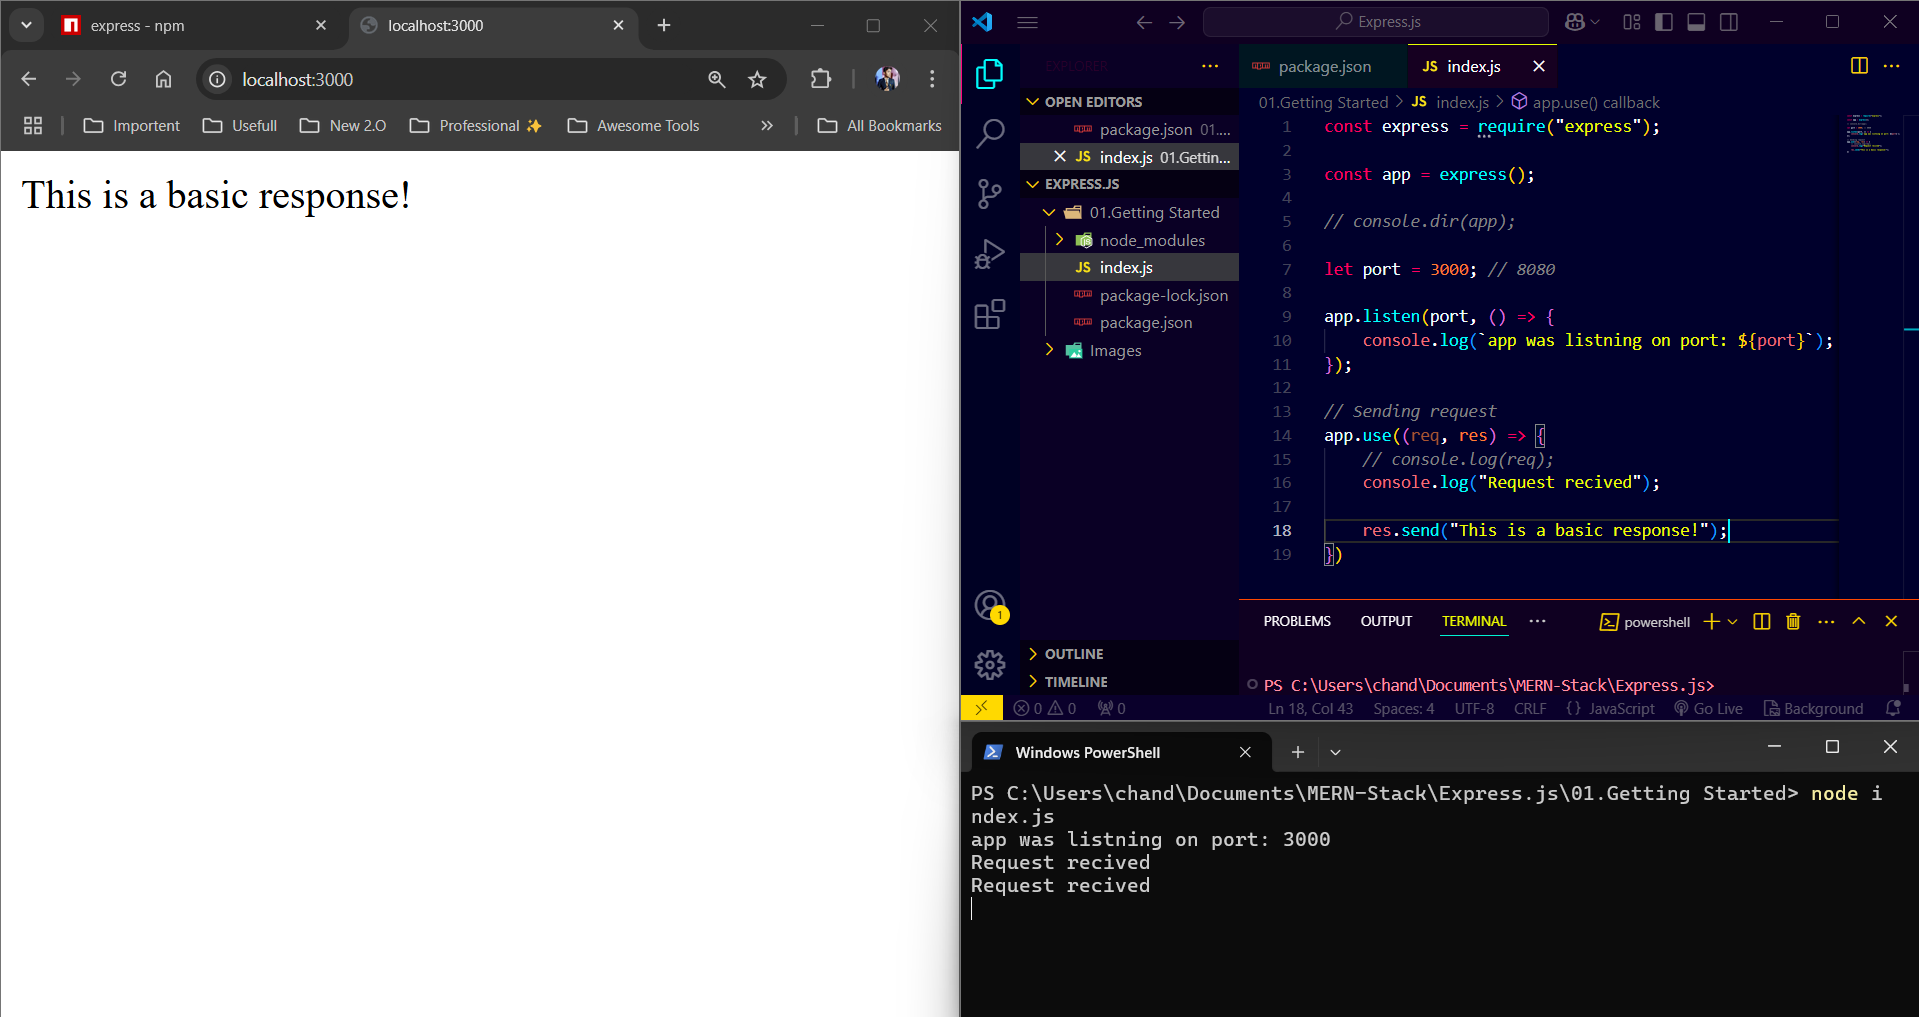 express - npm
localhost:3000
localhost:3000
Importent
Usefull
New 2.O
Professional ✨
Awesome Tools
»
All Bookmarks
This is a basic response!
Express.js
EXPLORER
OPEN EDITORS
package.json 01....
JS index.js 01.Gettin...
EXPRESS.JS
01.Getting Started
node_modules
JS index.js
package-lock.json
package.json
Images
OUTLINE
TIMELINE
1
package.json
JS index.js
01.Getting Started > JS index.js > app.use() callback
1 const express = require("express");
2
3 const app = express();
4
5 // console.dir(app);
6
7 let port = 3000; // 8080
8
9 app.listen(port, () => {
10 console.log(`app was listning on port: ${port}`);
11 });
12
13 // Sending request
14 app.use((req, res) => {
15 // console.log(req);
16 console.log("Request recived");
17
18 res.send("This is a basic response!");
19 })
PROBLEMS OUTPUT TERMINAL ... powershell
PS C:\Users\chand\Documents\MERN-Stack\Express.js>
0 0 0 Ln 18, Col 43 Spaces: 4 UTF-8 CRLF {} JavaScript Go Live Background
Windows PowerShell
PS C:\Users\chand\Documents\MERN-Stack\Express.js\01.Getting Started> node i
ndex.js
app was listning on port: 3000
Request recived
Request recived